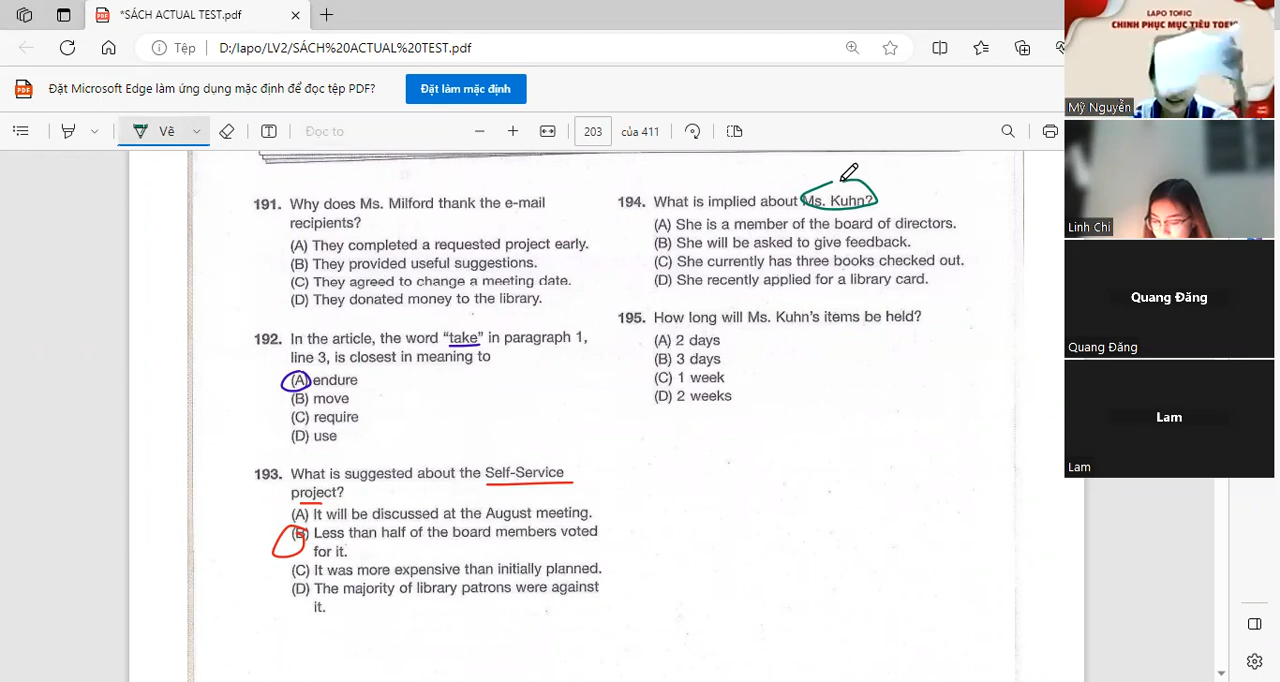 *SÁCH ACTUAL TEST.pdf
Tệp
D:/lapo/LV2/SÁCH%20ACTUAL%20TEST.pdf
Đặt Microsoft Edge làm ứng dụng mặc định để đọc tệp PDF?
Đặt làm mặc định
Vẽ
Đọc to
203
của 411
191. Why does Ms. Milford thank the e-mail
recipients?
(A) They completed a requested project early.
(B) They provided useful suggestions.
(C) They agreed to change a meeting date.
(D) They donated money to the library.
192. In the article, the word “take” in paragraph 1,
line 3, is closest in meaning to
(A) endure
(B) move
(C) require
(D) use
193. What is suggested about the Self-Service
project?
(A) It will be discussed at the August meeting.
(B) Less than half of the board members voted
for it.
(C) It was more expensive than initially planned.
(D) The majority of library patrons were against
it.
194. What is implied about Ms. Kuhn?
(A) She is a member of the board of directors.
(B) She will be asked to give feedback.
(C) She currently has three books checked out.
(D) She recently applied for a library card.
195. How long will Ms. Kuhn's items be held?
(A) 2 days
(B) 3 days
(C) 1 week
(D) 2 weeks
LAPO TOEIC
CHINH PHỤC MỤC TIÊU TOEIC
Mỹ Nguyễn
Linh Chi
Quang Đăng
Quang Đăng
Lam
Lam